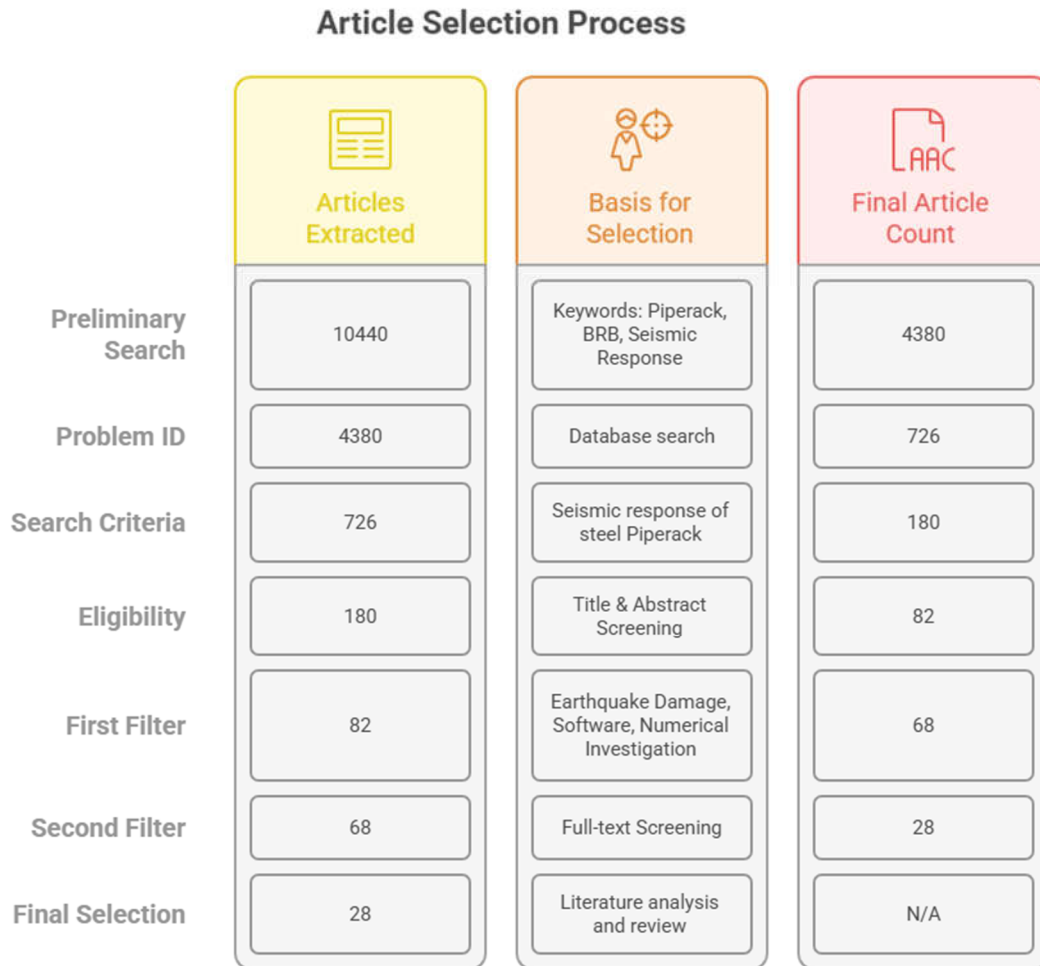 Article Selection Process
Articles
Extracted
Basis for
Selection
AAC
Final Article
Count
Preliminary
Search
10440
Keywords: Piperack,
BRB, Seismic
Response
4380
Problem ID
4380
Database search
726
Search Criteria
726
Seismic response of
steel Piperack
180
Eligibility
180
Title & Abstract
Screening
82
First Filter
82
Earthquake Damage,
Software, Numerical
Investigation
68
Second Filter
68
Full-text Screening
28
Final Selection
28
Literature analysis
and review
N/A